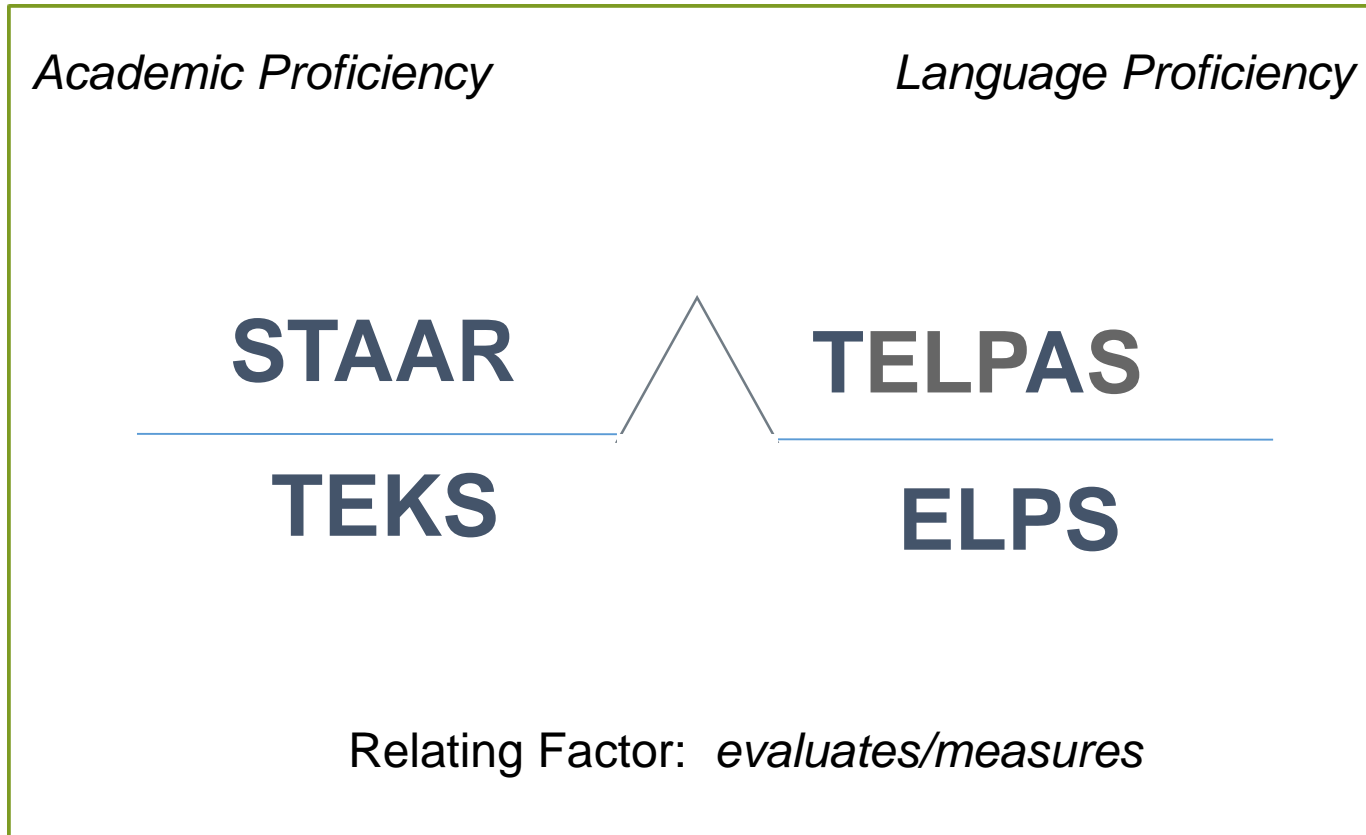 Academic Proficiency
Language Proficiency
STAAR
TELPAS
TEKS
ELPS
Relating Factor: evaluates/measures